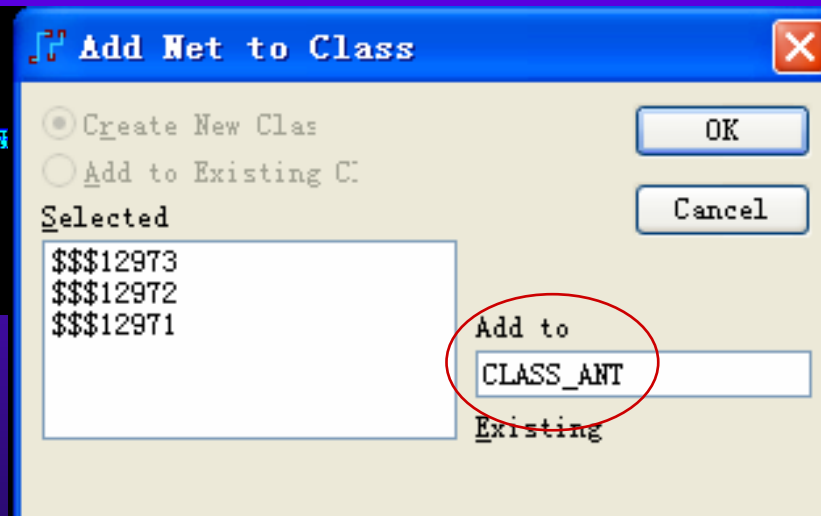 Add Net to Class
Create New Clas
Add to Existing C
OK
Cancel
Selected
$$$12973
$$$12972
$$$12971
Add to
CLASS_ANT
Existing